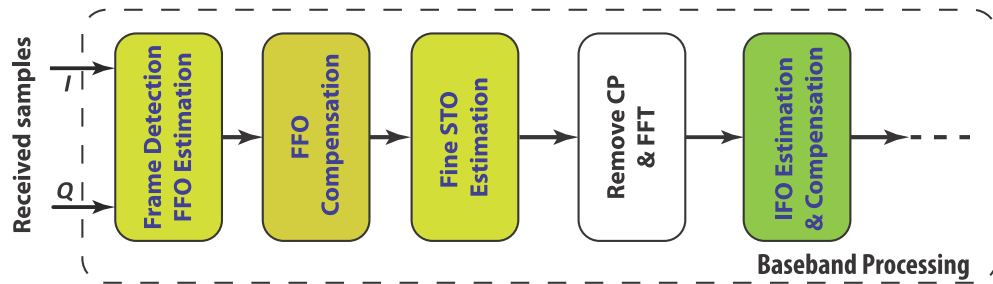 Received samples
I
Q
Frame Detection
FFO Estimation
FFO
Compensation
Fine STO
Estimation
Remove CP
& FFT
IFO Estimation
& Compensation
Baseband Processing